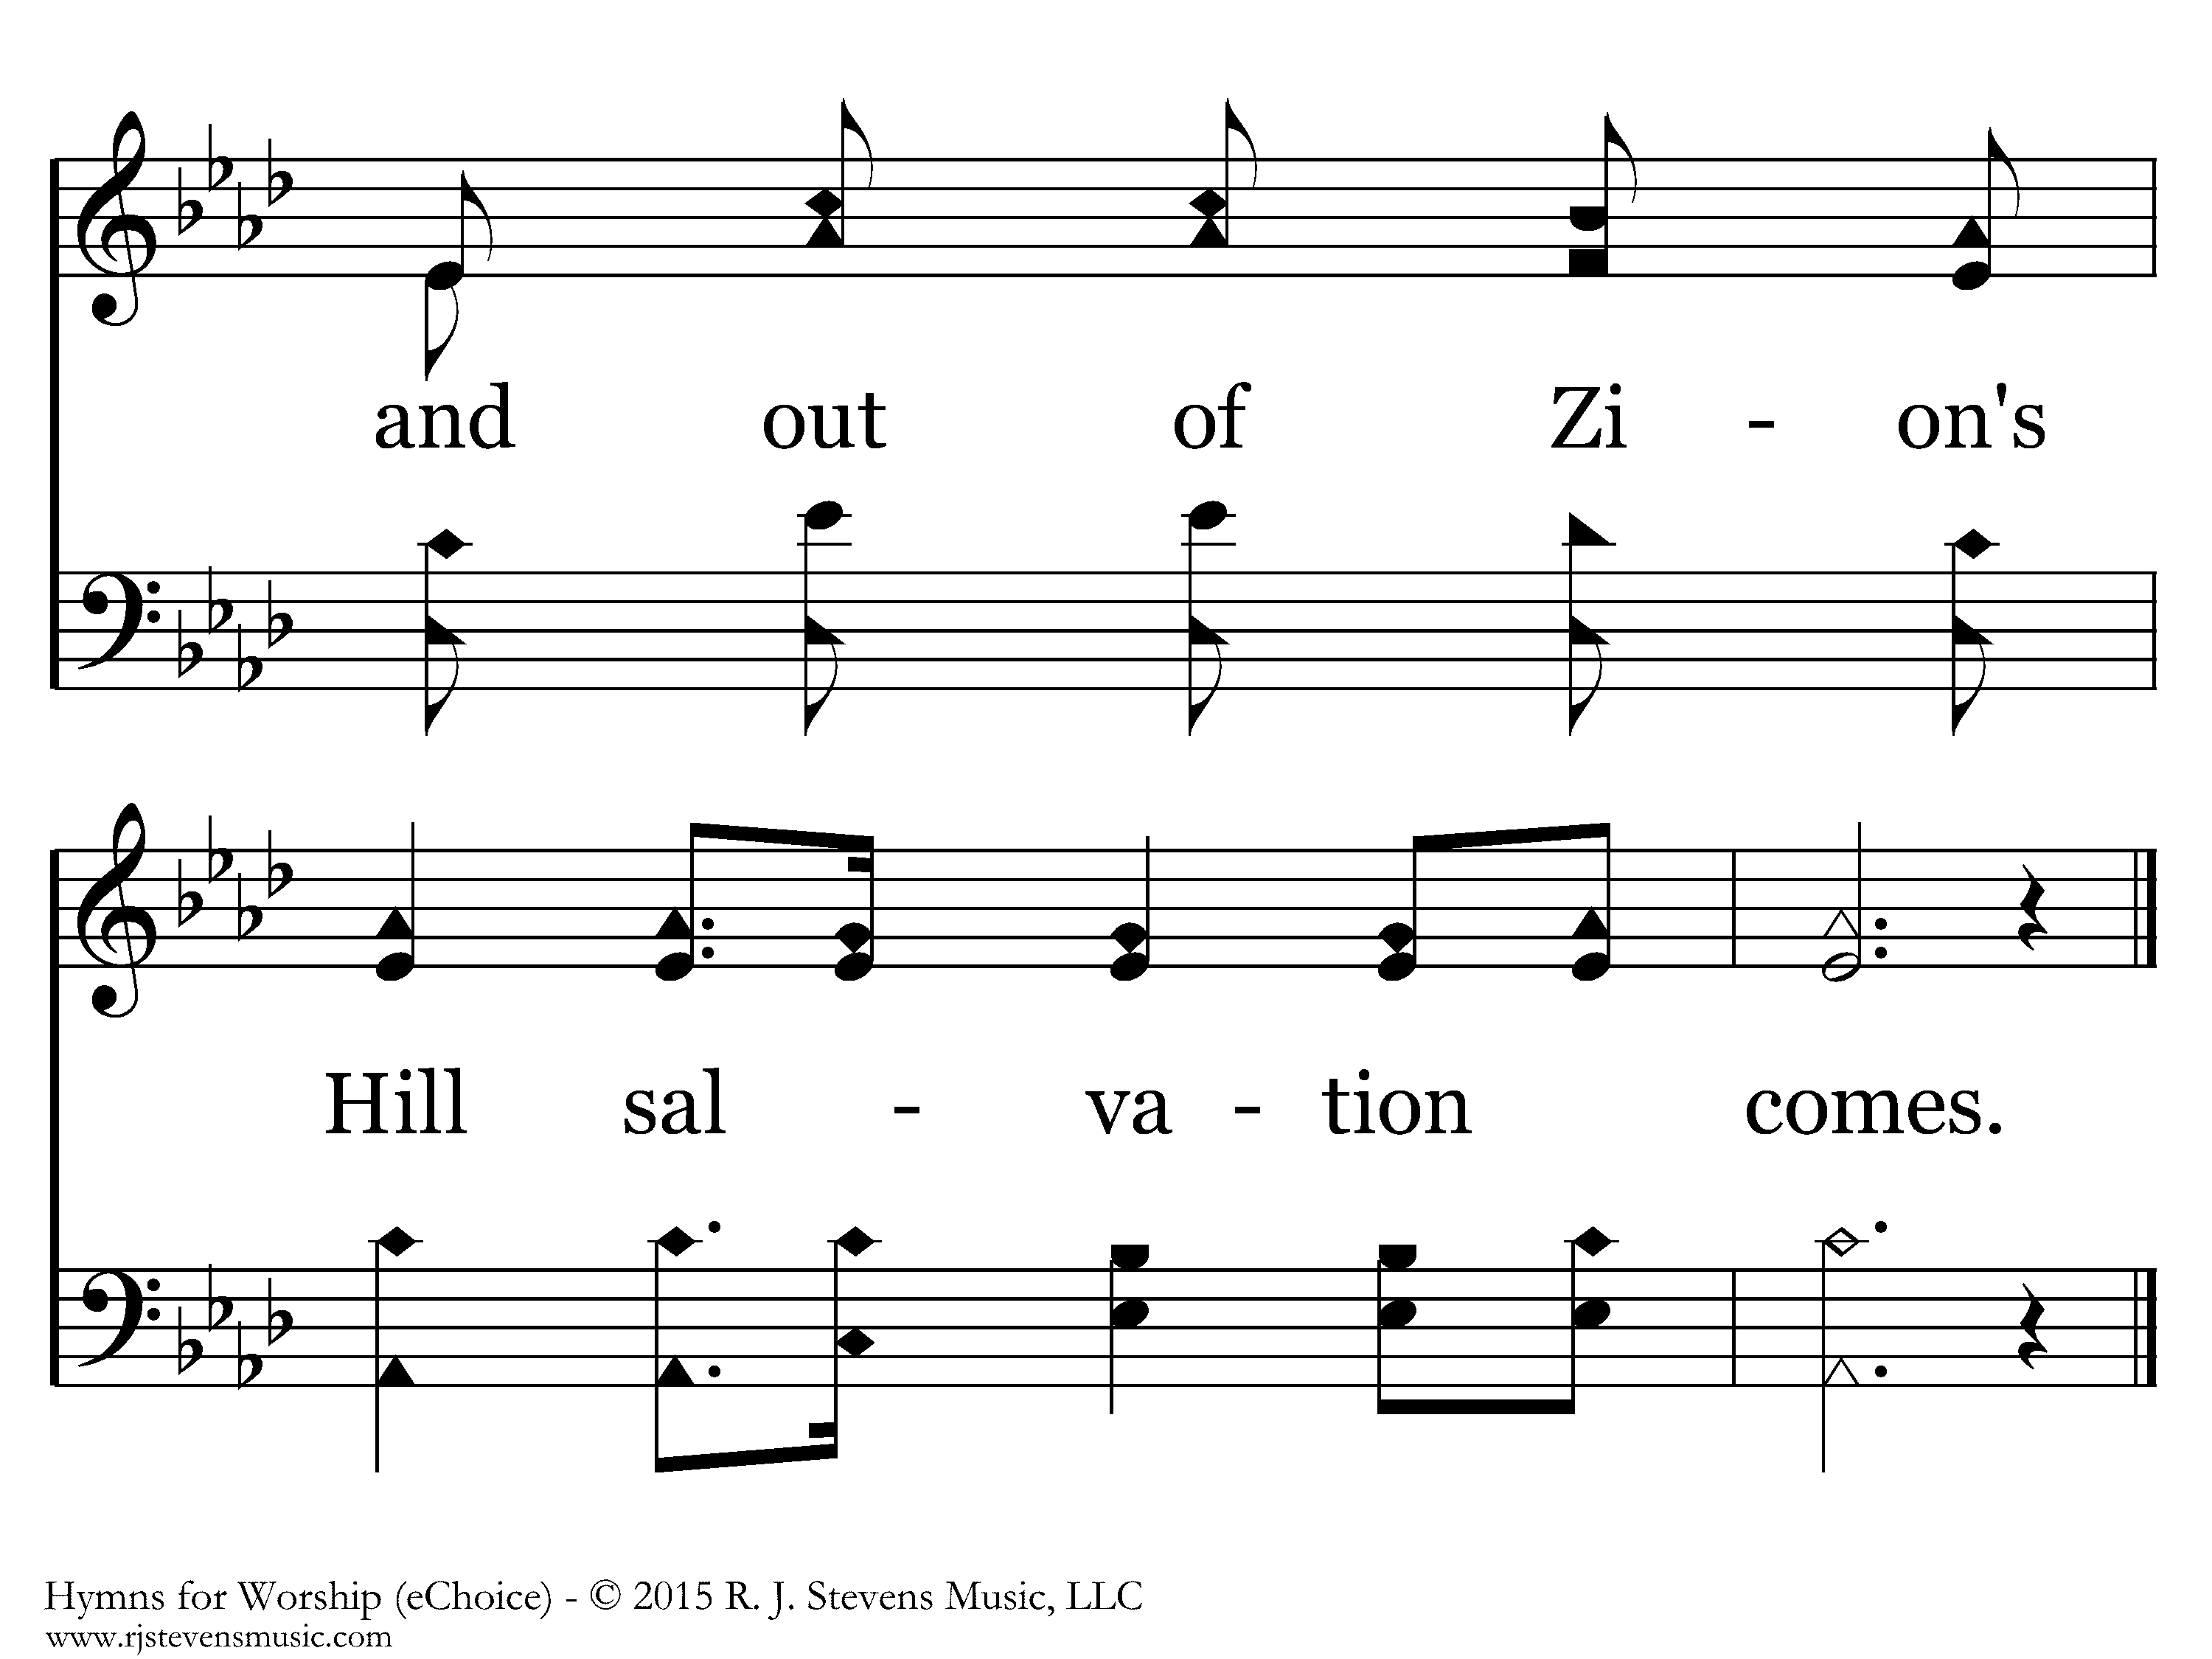 and out of Zi - on's
Hill sal - va - tion comes.
Hymns for Worship (eChoice) - © 2015 R. J. Stevens Music, LLC
www.rjstevensmusic.com